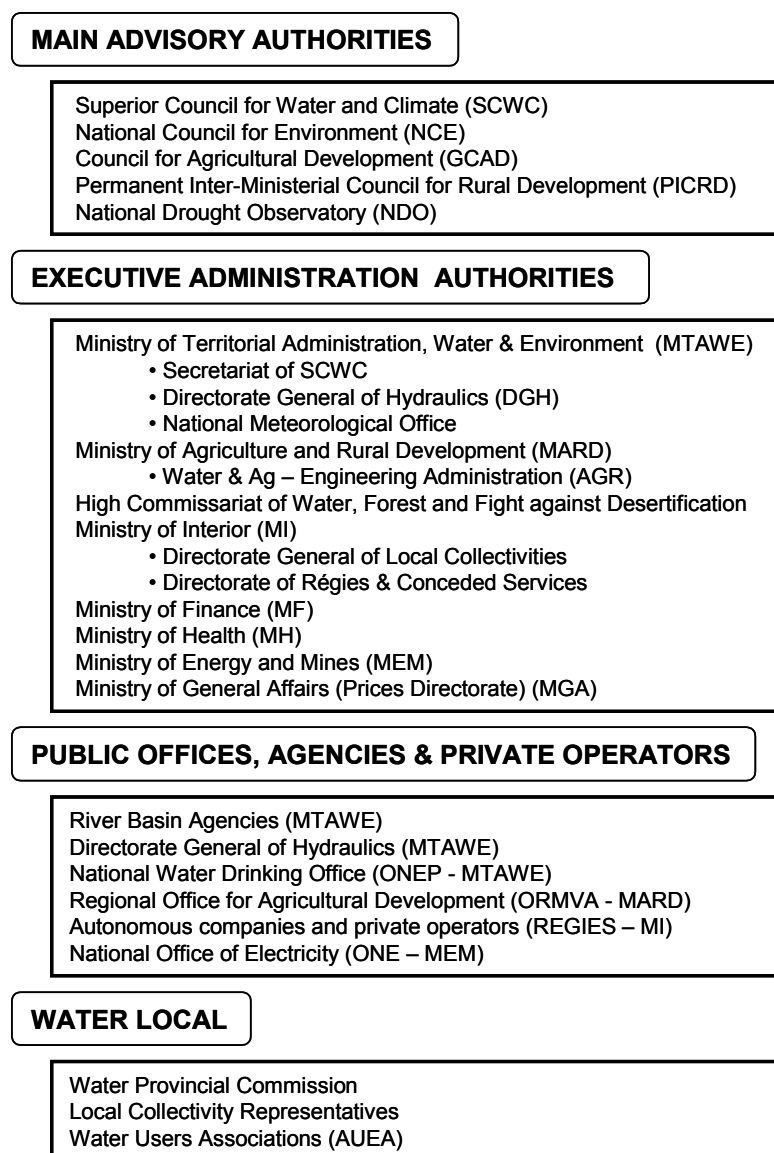 MAIN ADVISORY AUTHORITIES
Superior Council for Water and Climate (SCWC)
National Council for Environment (NCE)
Council for Agricultural Development (GCAD)
Permanent Inter-Ministerial Council for Rural Development (PICRD)
National Drought Observatory (NDO)
EXECUTIVE ADMINISTRATION AUTHORITIES
Ministry of Territorial Administration, Water & Environment (MTAWE)
• Secretariat of SCWC
• Directorate General of Hydraulics (DGH)
• National Meteorological Office
Ministry of Agriculture and Rural Development (MARD)
• Water & Ag – Engineering Administration (AGR)
High Commissariat of Water, Forest and Fight against Desertification
Ministry of Interior (MI)
• Directorate General of Local Collectivities
• Directorate of Régies & Conceded Services
Ministry of Finance (MF)
Ministry of Health (MH)
Ministry of Energy and Mines (MEM)
Ministry of General Affairs (Prices Directorate) (MGA)
PUBLIC OFFICES, AGENCIES & PRIVATE OPERATORS
River Basin Agencies (MTAWE)
Directorate General of Hydraulics (MTAWE)
National Water Drinking Office (ONEP - MTAWE)
Regional Office for Agricultural Development (ORMVA - MARD)
Autonomous companies and private operators (REGIES – MI)
National Office of Electricity (ONE – MEM)
WATER LOCAL
Water Provincial Commission
Local Collectivity Representatives
Water Users Associations (AUEA)